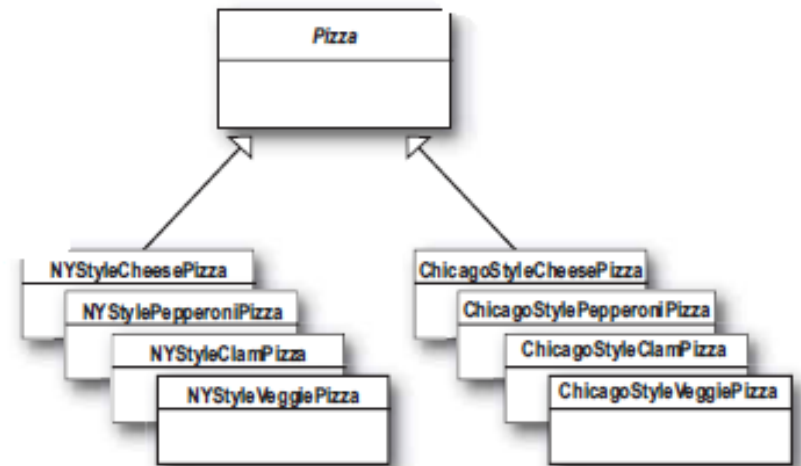 Pizza
NYStyleCheesePizza
NYStylePepperoniPizza
NYStyleClamPizza
NYStyleVeggiePizza
ChicagoStyleCheesePizza
ChicagoStylePepperoniPizza
ChicagoStyleClamPizza
ChicagoStyleVeggiePizza